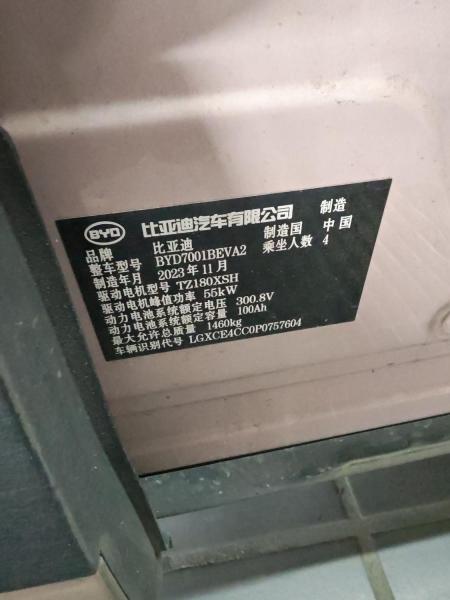 BYD 比亚迪汽车有限公司 制造
品牌 比亚迪 制造国 中国
整车型号 BYD7001BEVA2 乘坐人数 4
制造年月 2023年11月
驱动电机型号 TZ180XSH
驱动电机峰值功率 55kW
动力电池系统额定电压 300.8V
动力电池系统额定容量 100Ah
最大允许总质量 1460kg
车辆识别代号 LGXCE4CC0P0757604